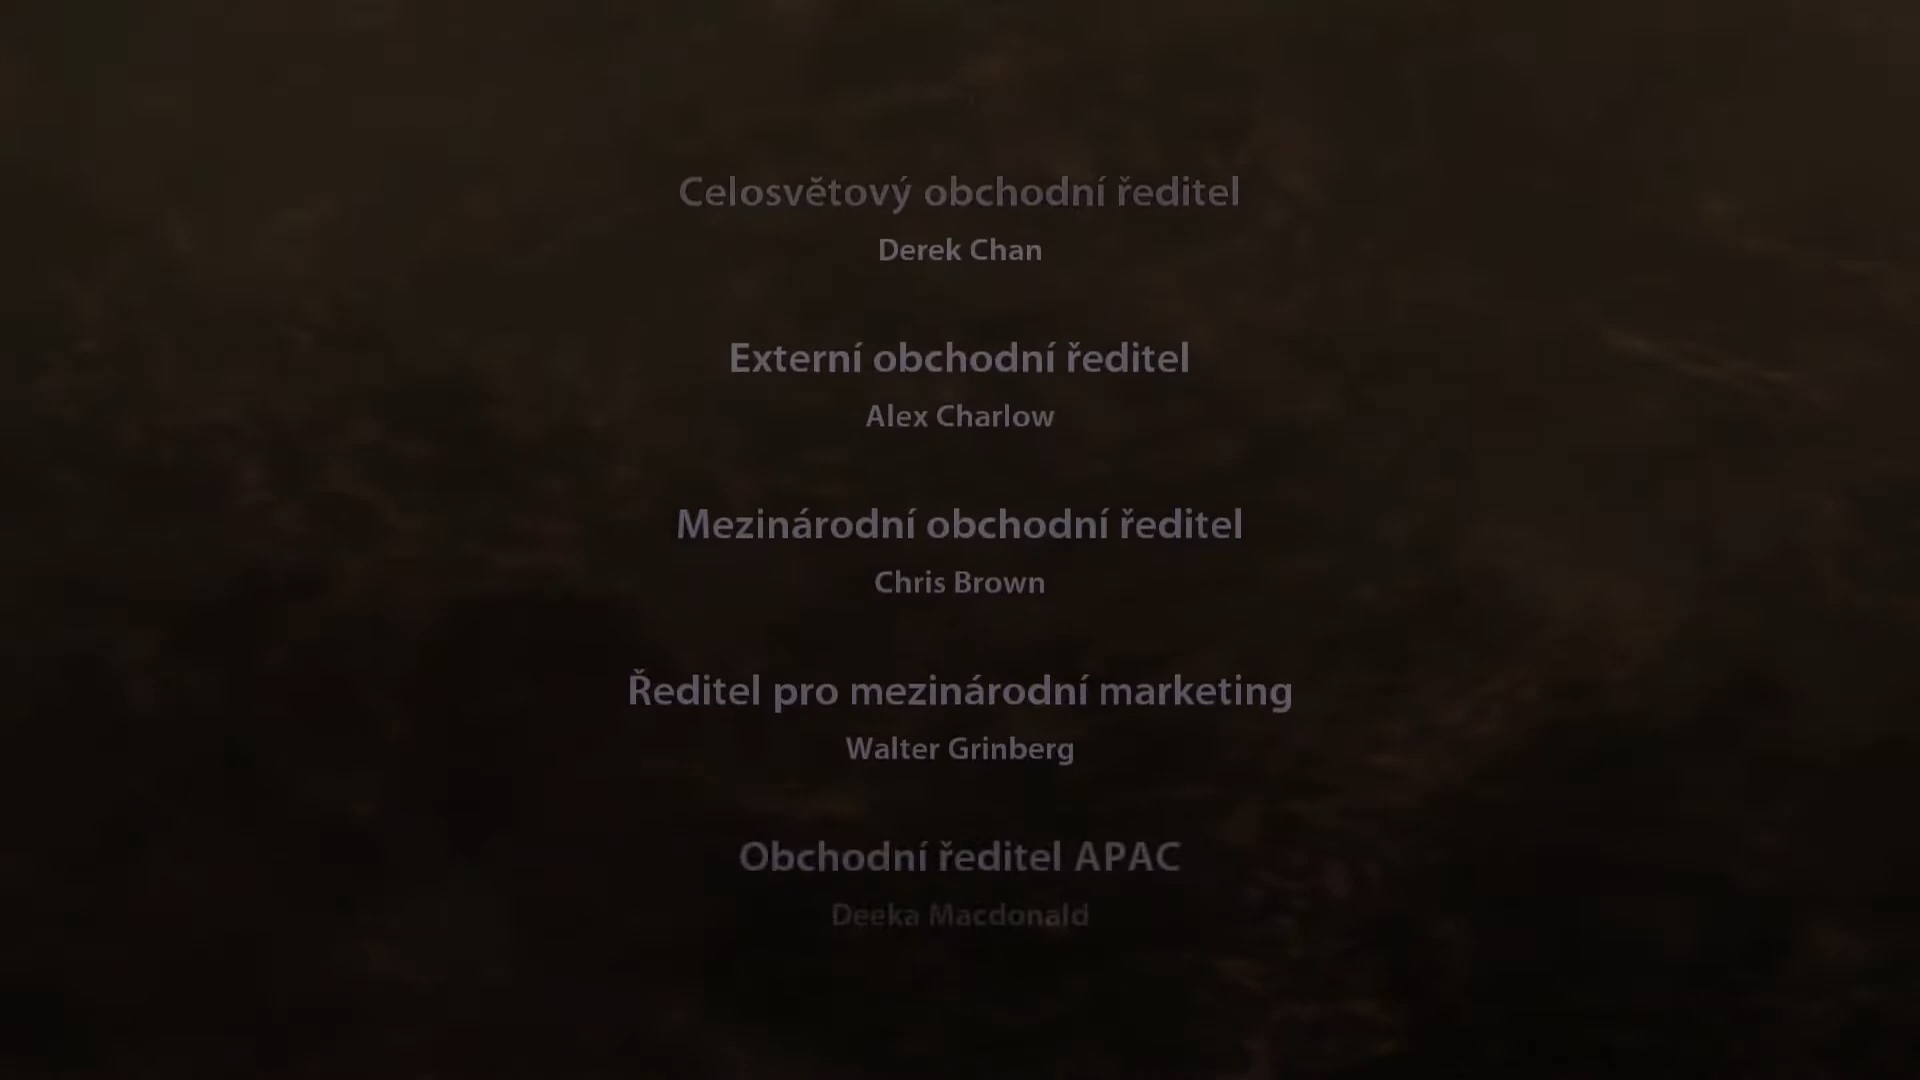 Celosvětový obchodní ředitel
Derek Chan
Externí obchodní ředitel
Alex Charlow
Mezinárodní obchodní ředitel
Chris Brown
Ředitel pro mezinárodní marketing
Walter Grinberg
Obchodní ředitel APAC
Deeka Macdonald